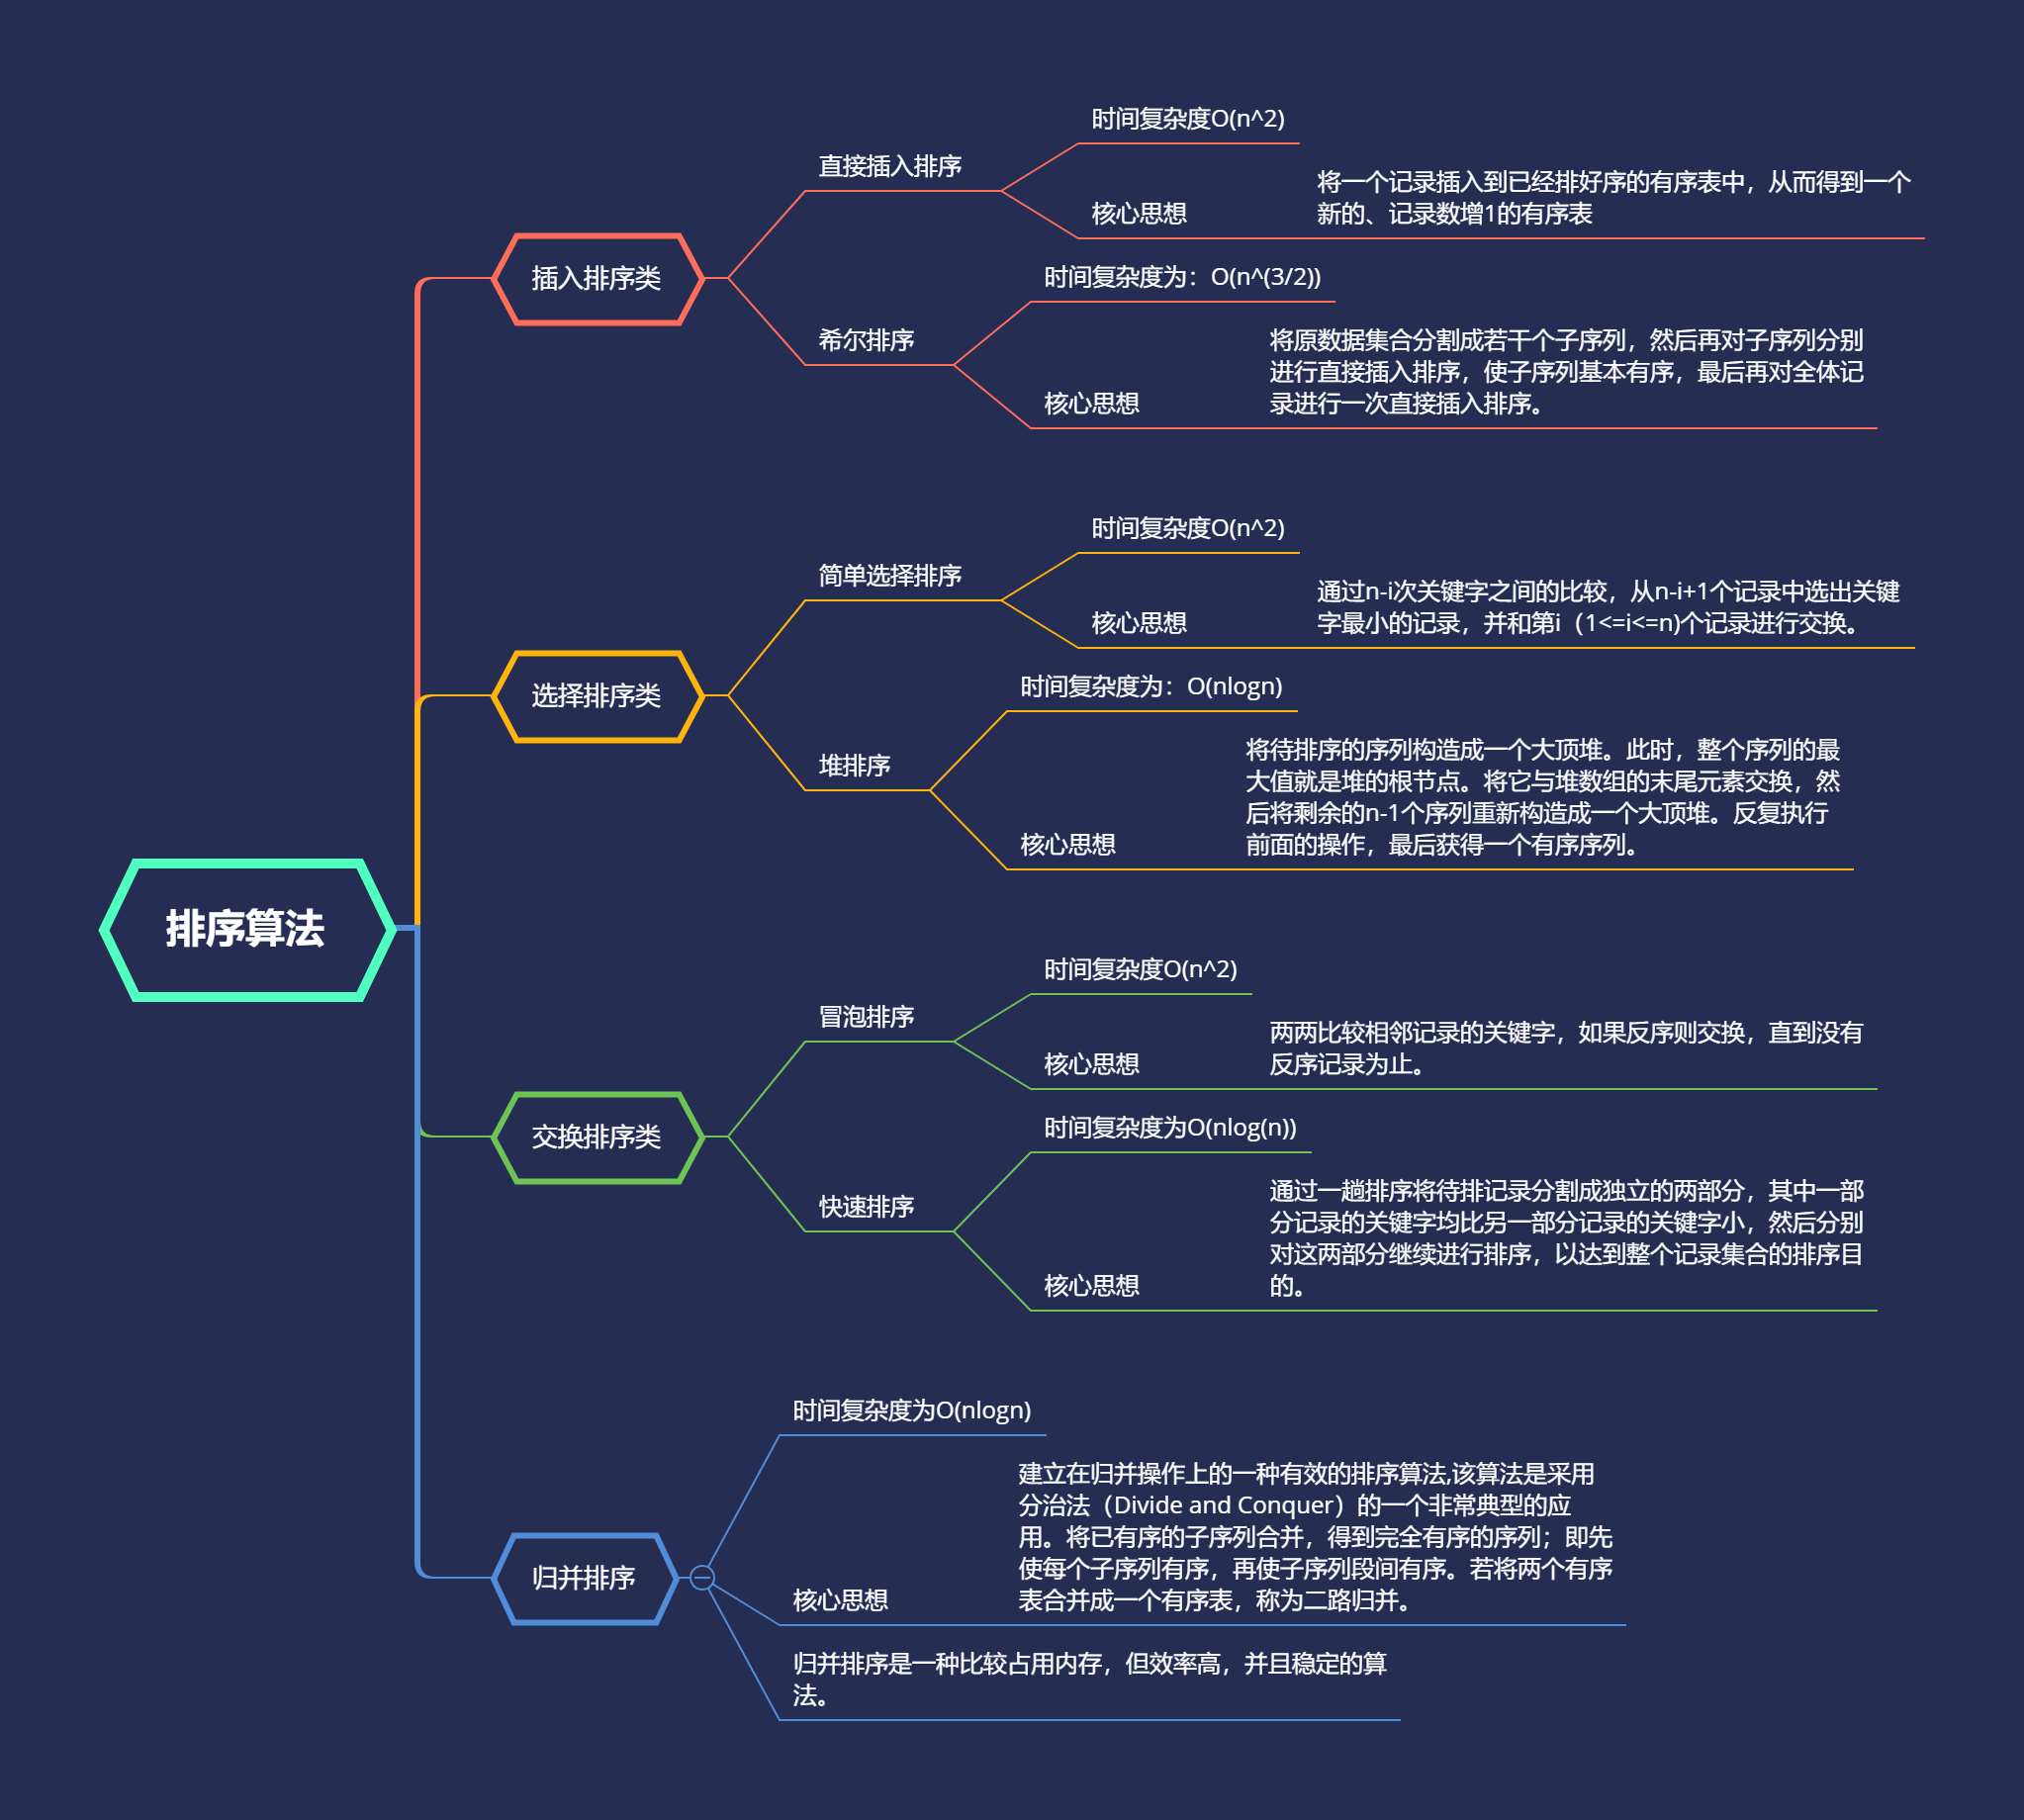 排序算法
插入排序类
直接插入排序
时间复杂度O(n^2)
核心思想
将一个记录插入到已经排好序的有序表中，从而得到一个
新的、记录数增1的有序表
希尔排序
时间复杂度为：O(n^(3/2))
核心思想
将原数据集合分割成若干个子序列，然后再对子序列分别
进行直接插入排序，使子序列基本有序，最后再对全体记
录进行一次直接插入排序。
选择排序类
简单选择排序
时间复杂度O(n^2)
核心思想
通过n-i次关键字之间的比较，从n-i+1个记录中选出关键
字最小的记录，并和第i（1<=i<=n)个记录进行交换。
堆排序
时间复杂度为：O(nlogn)
核心思想
将待排序的序列构造成一个大顶堆。此时，整个序列的最
大值就是堆的根节点。将它与堆数组的末尾元素交换，然
后将剩余的n-1个序列重新构造成一个大顶堆。反复执行
前面的操作，最后获得一个有序序列。
交换排序类
冒泡排序
时间复杂度O(n^2)
核心思想
两两比较相邻记录的关键字，如果反序则交换，直到没有
反序记录为止。
快速排序
时间复杂度为O(nlog(n))
核心思想
通过一趟排序将待排记录分割成独立的两部分，其中一部
分记录的关键字均比另一部分记录的关键字小，然后分别
对这两部分继续进行排序，以达到整个记录集合的排序目
的。
归并排序
时间复杂度为O(nlogn)
核心思想
建立在归并操作上的一种有效的排序算法,该算法是采用
分治法（Divide and Conquer）的一个非常典型的应
用。将已有序的子序列合并，得到完全有序的序列；即先
使每个子序列有序，再使子序列段间有序。若将两个有序
表合并成一个有序表，称为二路归并。
归并排序是一种比较占用内存，但效率高，并且稳定的算
法。